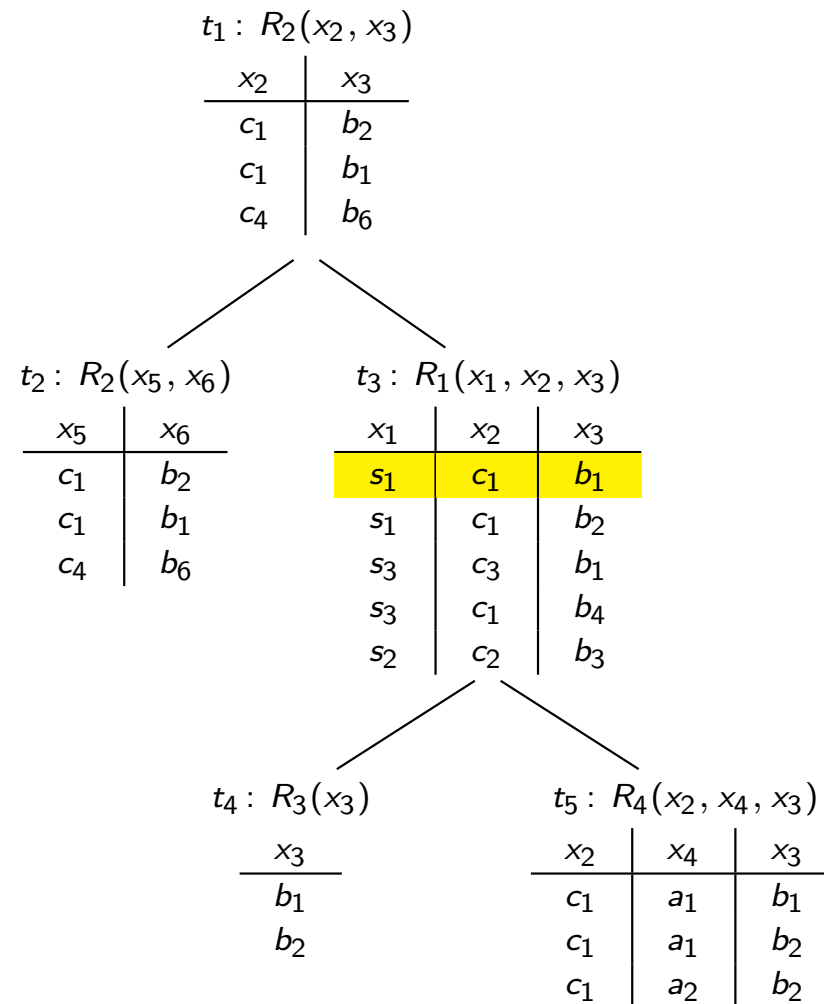 t₁ : R₂(x₂, x₃)
x₂ x₃
c₁ b₂
c₁ b₁
c₄ b₆
t₂ : R₂(x₅, x₆) t₃ : R₁(x₁, x₂, x₃)
x₅ x₆ x₁ x₂ x₃
c₁ b₂ s₁ c₁ b₁
c₁ b₁ s₁ c₁ b₂
c₄ b₆ s₃ c₃ b₁
s₃ c₁ b₄
s₂ c₂ b₃
t₄ : R₃(x₃) t₅ : R₄(x₂, x₄, x₃)
x₃ x₂ x₄ x₃
b₁ c₁ a₁ b₁
b₂ c₁ a₁ b₂
c₁ a₂ b₂